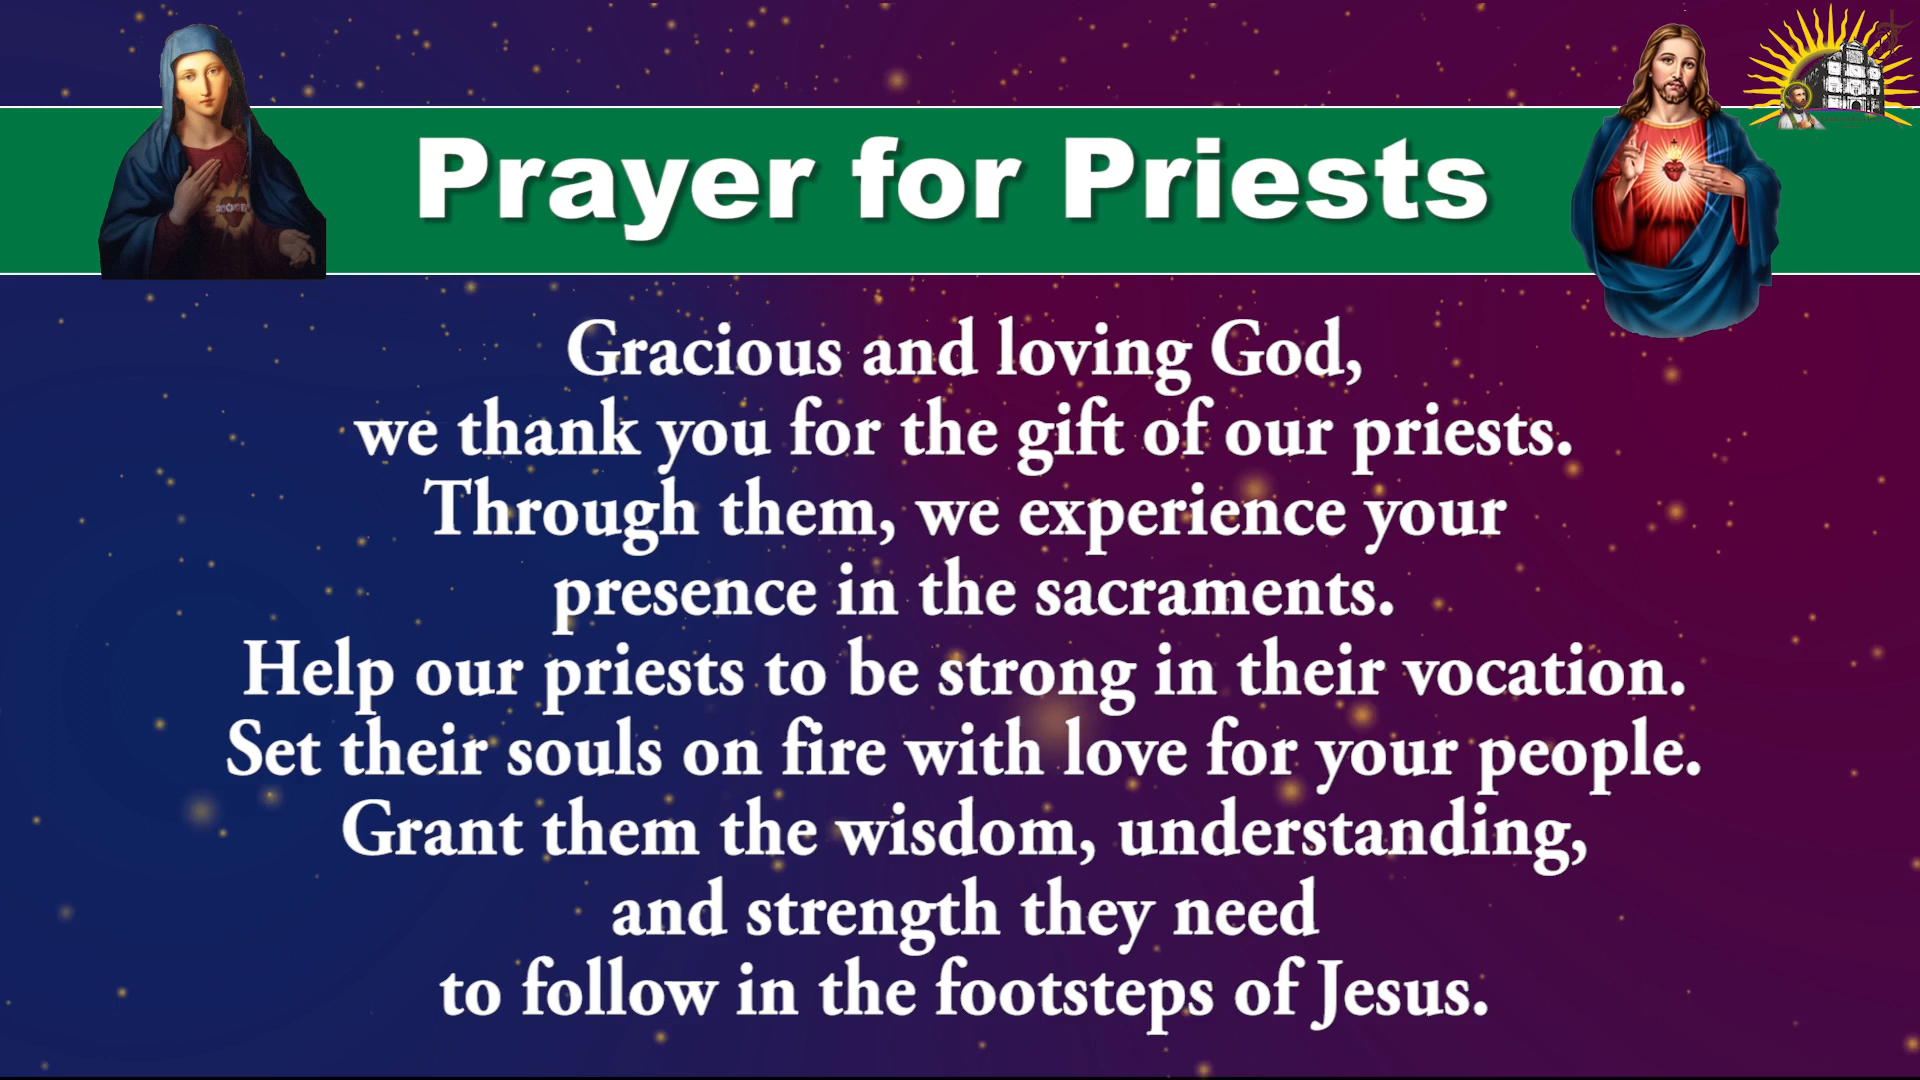 Prayer for Priests
Gracious and loving God,
we thank you for the gift of our priests.
Through them, we experience your
presence in the sacraments.
Help our priests to be strong in their vocation.
Set their souls on fire with love for your people.
Grant them the wisdom, understanding,
and strength they need
to follow in the footsteps of Jesus.